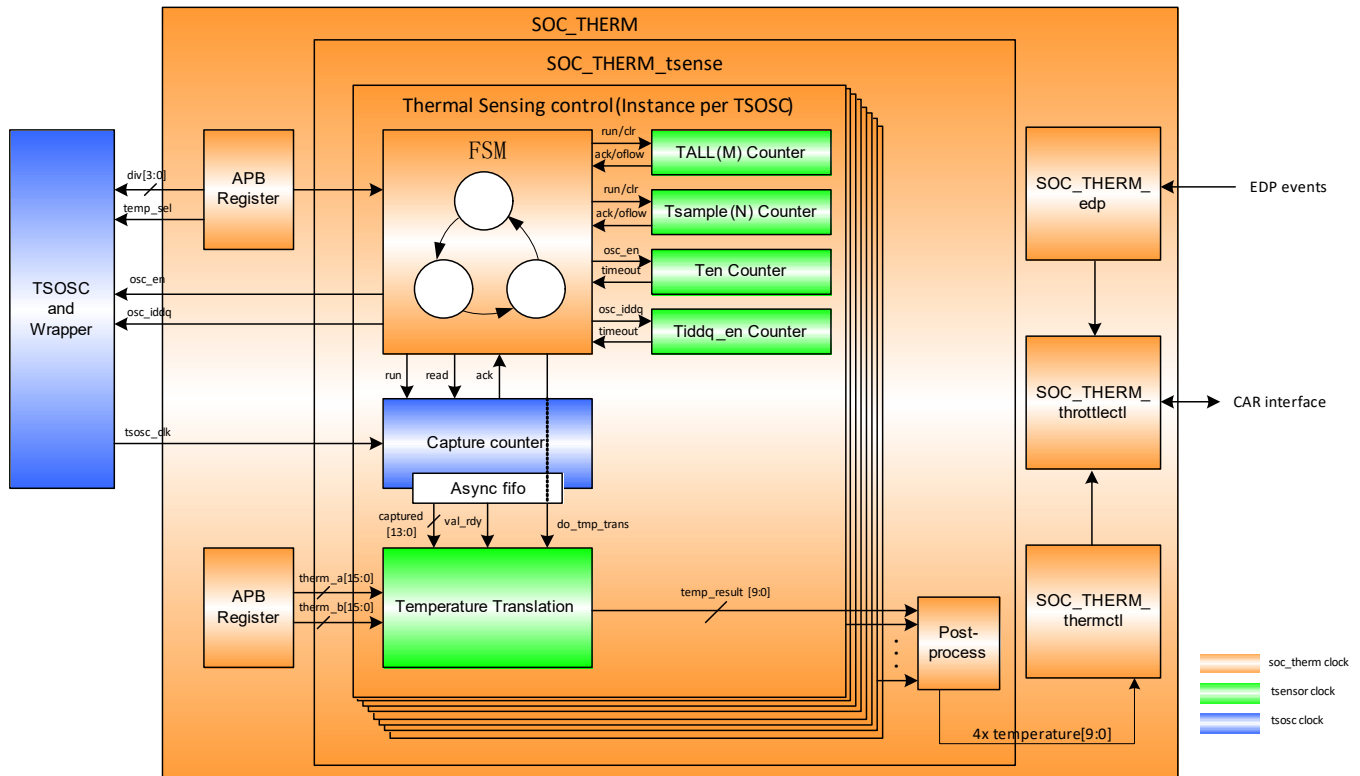 SOC_THERM
SOC_THERM_tsense
Thermal Sensing control(Instance per TSOSC)
TSOSC
and
Wrapper
div[3:0]
temp_sel
osc_en
osc_iddq
tsosc_clk
APB
Register
FSM
run/clr
ack/oflow
TALL(M) Counter
run/clr
ack/oflow
Tsample(N) Counter
osc_en
timeout
Ten Counter
osc_iddq
timeout
Tiddq_en Counter
run
read
ack
Capture counter
Async fifo
captured
[13:0]
val_rdy
do_tmp_trans
APB
Register
therm_a[15:0]
therm_b[15:0]
Temperature Translation
temp_result [9:0]
Post-
process
4x temperature[9:0]
SOC_THERM_
edp
EDP events
SOC_THERM_
throttlectl
CAR interface
SOC_THERM_
thermctl
soc_therm clock
tsensor clock
tsosc clock